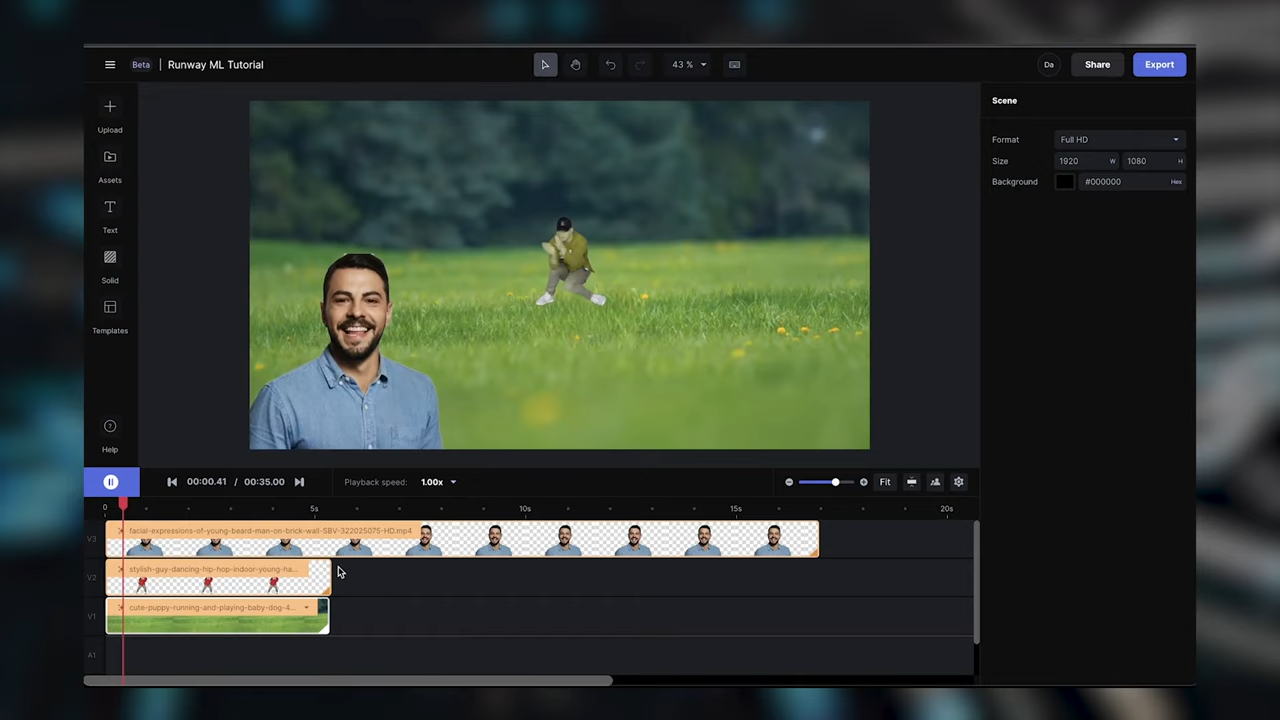 Beta | Runway ML Tutorial
43 %
Da
Share
Export
Upload
Assets
Text
Solid
Templates
Help
Scene
Format Full HD
Size 1920 W 1080 H
Background #000000 Hex
00:00.41 / 00:35.00
Playback speed: 1.00x
Fit
0 5s 10s 15s 20s
V3 facial-expressions-of-young-beard-man-on-brick-wall-SBV-322025075-HD.mp4
V2 stylish-guy-dancing-hip-hop-indoor-young-ha...
V1 cute-puppy-running-and-playing-baby-dog-4...
A1